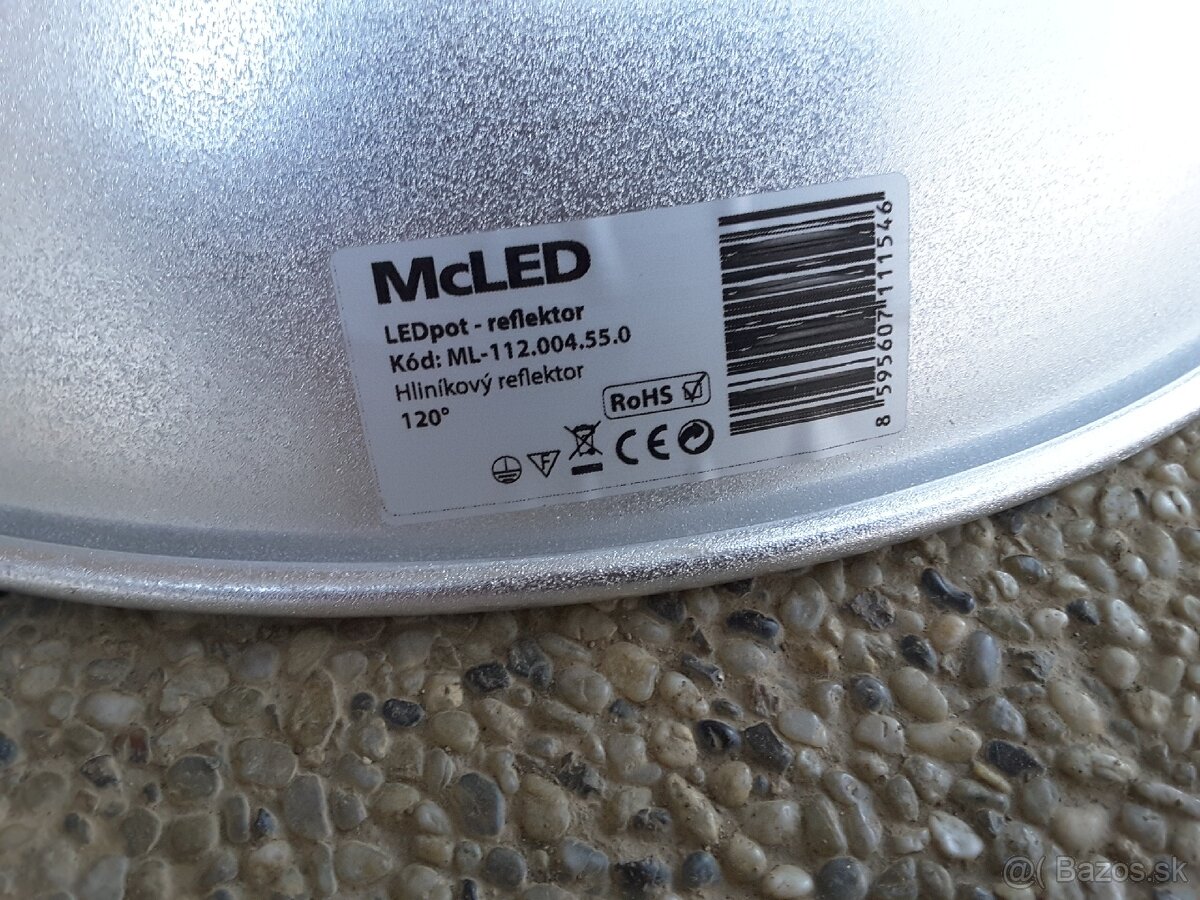 McLED
LEDpot - reflektor
Kód: ML-112.004.55.0
Hliníkový reflektor
120°
RoHS
F
CE
8 595607 111546
@( Bazos.sk